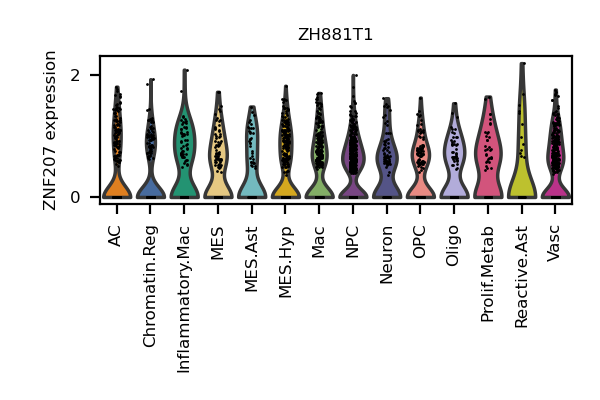 ZH881T1
ZNF207 expression
2
0
AC
Chromatin.Reg
Inflammatory.Mac
MES
MES.Ast
MES.Hyp
Mac
NPC
Neuron
OPC
Oligo
Prolif.Metab
Reactive.Ast
Vasc